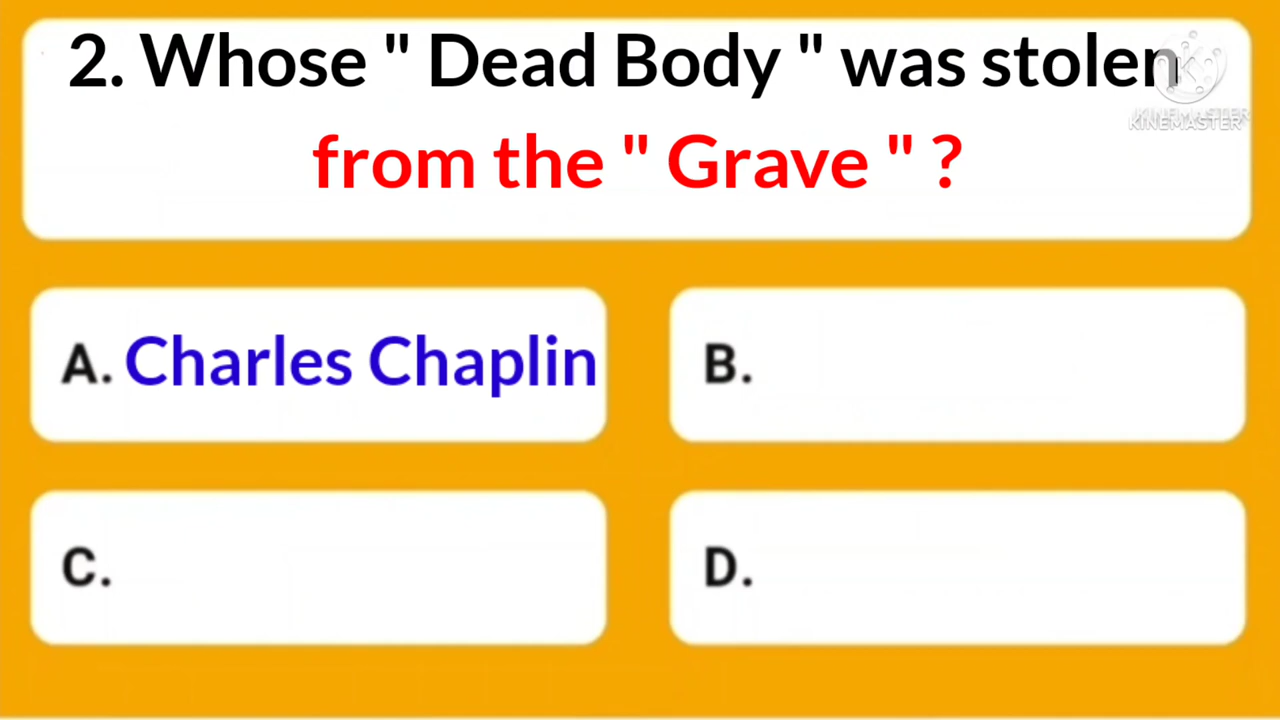 2. Whose " Dead Body " was stolen
KINEMASTER
from the " Grave " ?
A. Charles Chaplin
B.
C.
D.